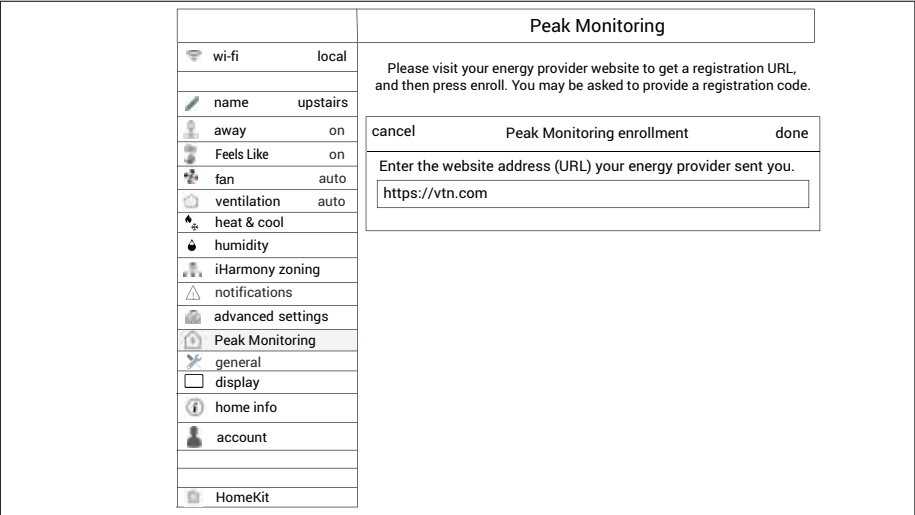 Peak Monitoring
wi-fi local
name upstairs
away on
Feels Like on
fan auto
ventilation auto
heat & cool
humidity
iHarmony zoning
notifications
advanced settings
Peak Monitoring
general
display
home info
account
HomeKit
Please visit your energy provider website to get a registration URL,
and then press enroll. You may be asked to provide a registration code.
cancel Peak Monitoring enrollment done
Enter the website address (URL) your energy provider sent you.
https://vtn.com